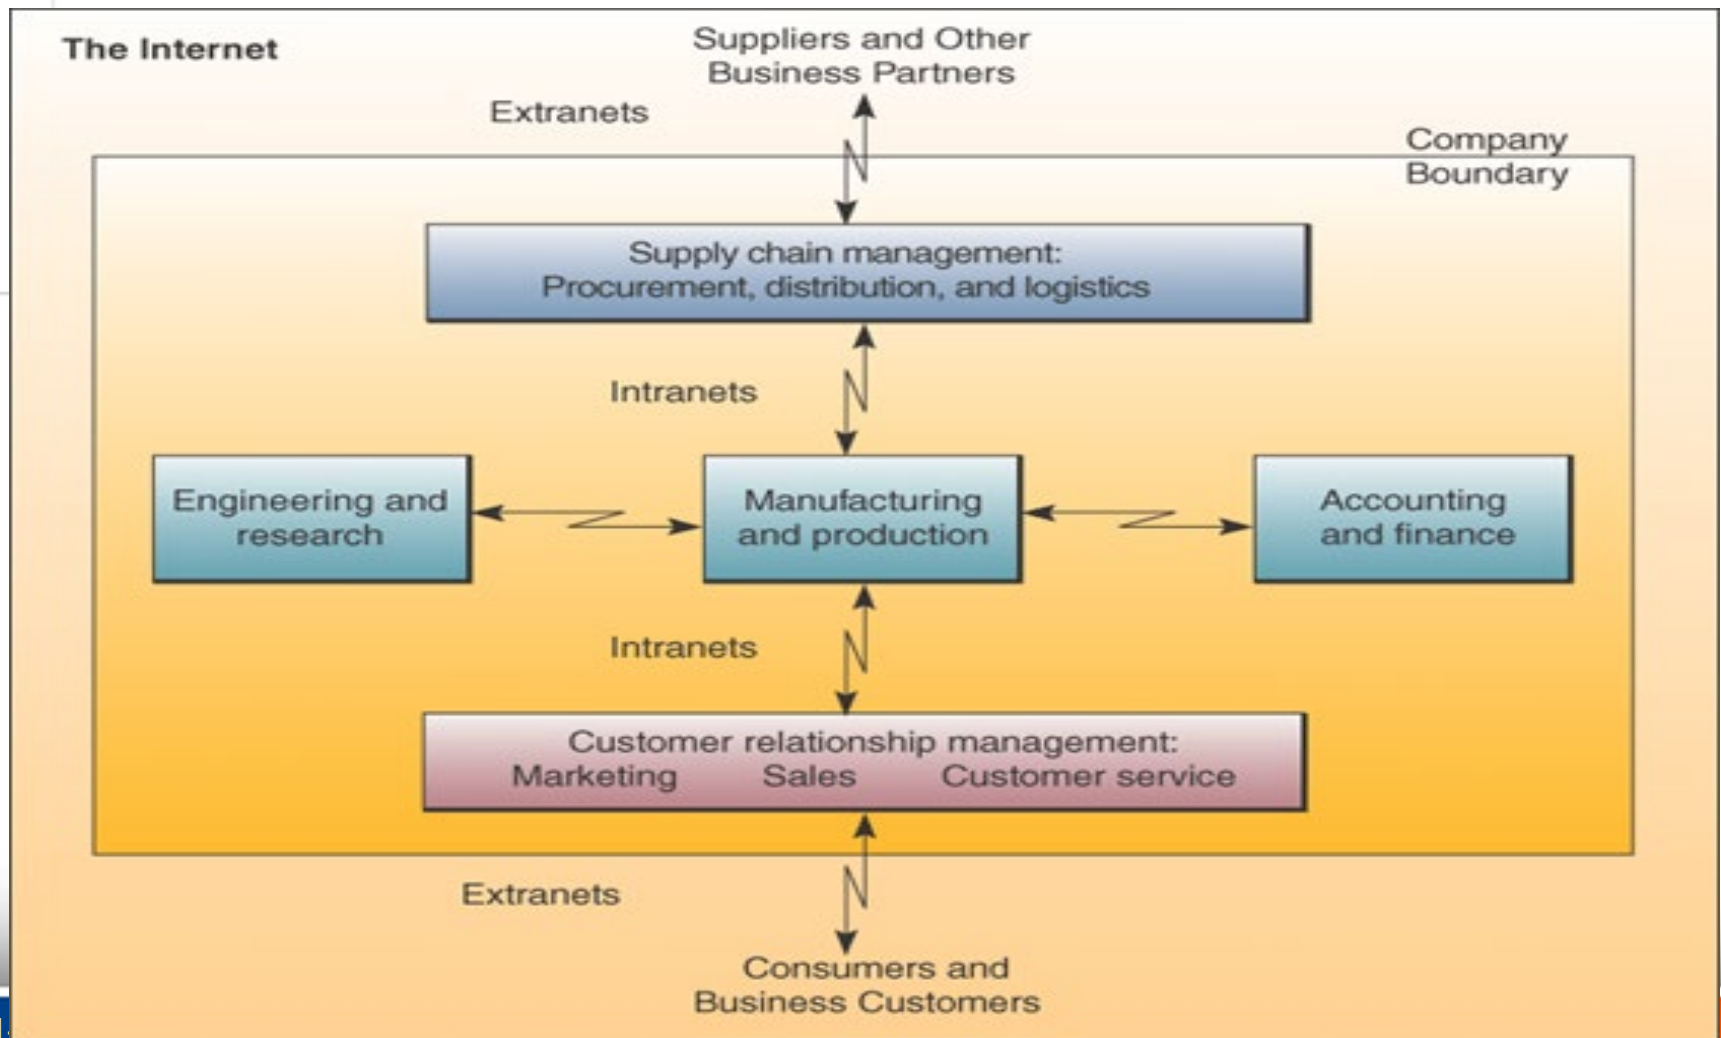 The Internet
Suppliers and Other
Business Partners
Extranets
Company
Boundary
Supply chain management:
Procurement, distribution, and logistics
Intranets
Engineering and
research
Manufacturing
and production
Accounting
and finance
Intranets
Customer relationship management:
Marketing Sales Customer service
Extranets
Consumers and
Business Customers